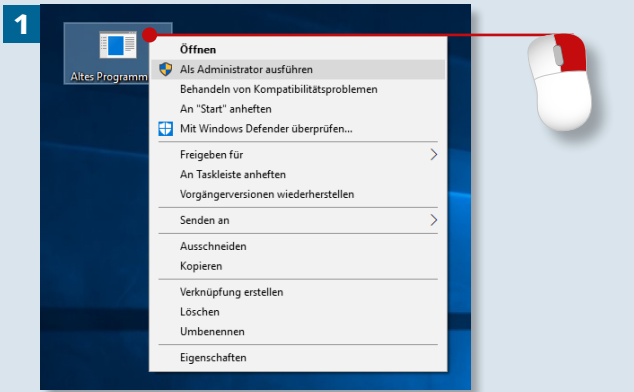 1
Altes Programm
Öffnen
Als Administrator ausführen
Behandeln von Kompatibilitätsproblemen
An "Start" anheften
Mit Windows Defender überprüfen...
Freigeben für
An Taskleiste anheften
Vorgängerversionen wiederherstellen
Senden an
Ausschneiden
Kopieren
Verknüpfung erstellen
Löschen
Umbenennen
Eigenschaften